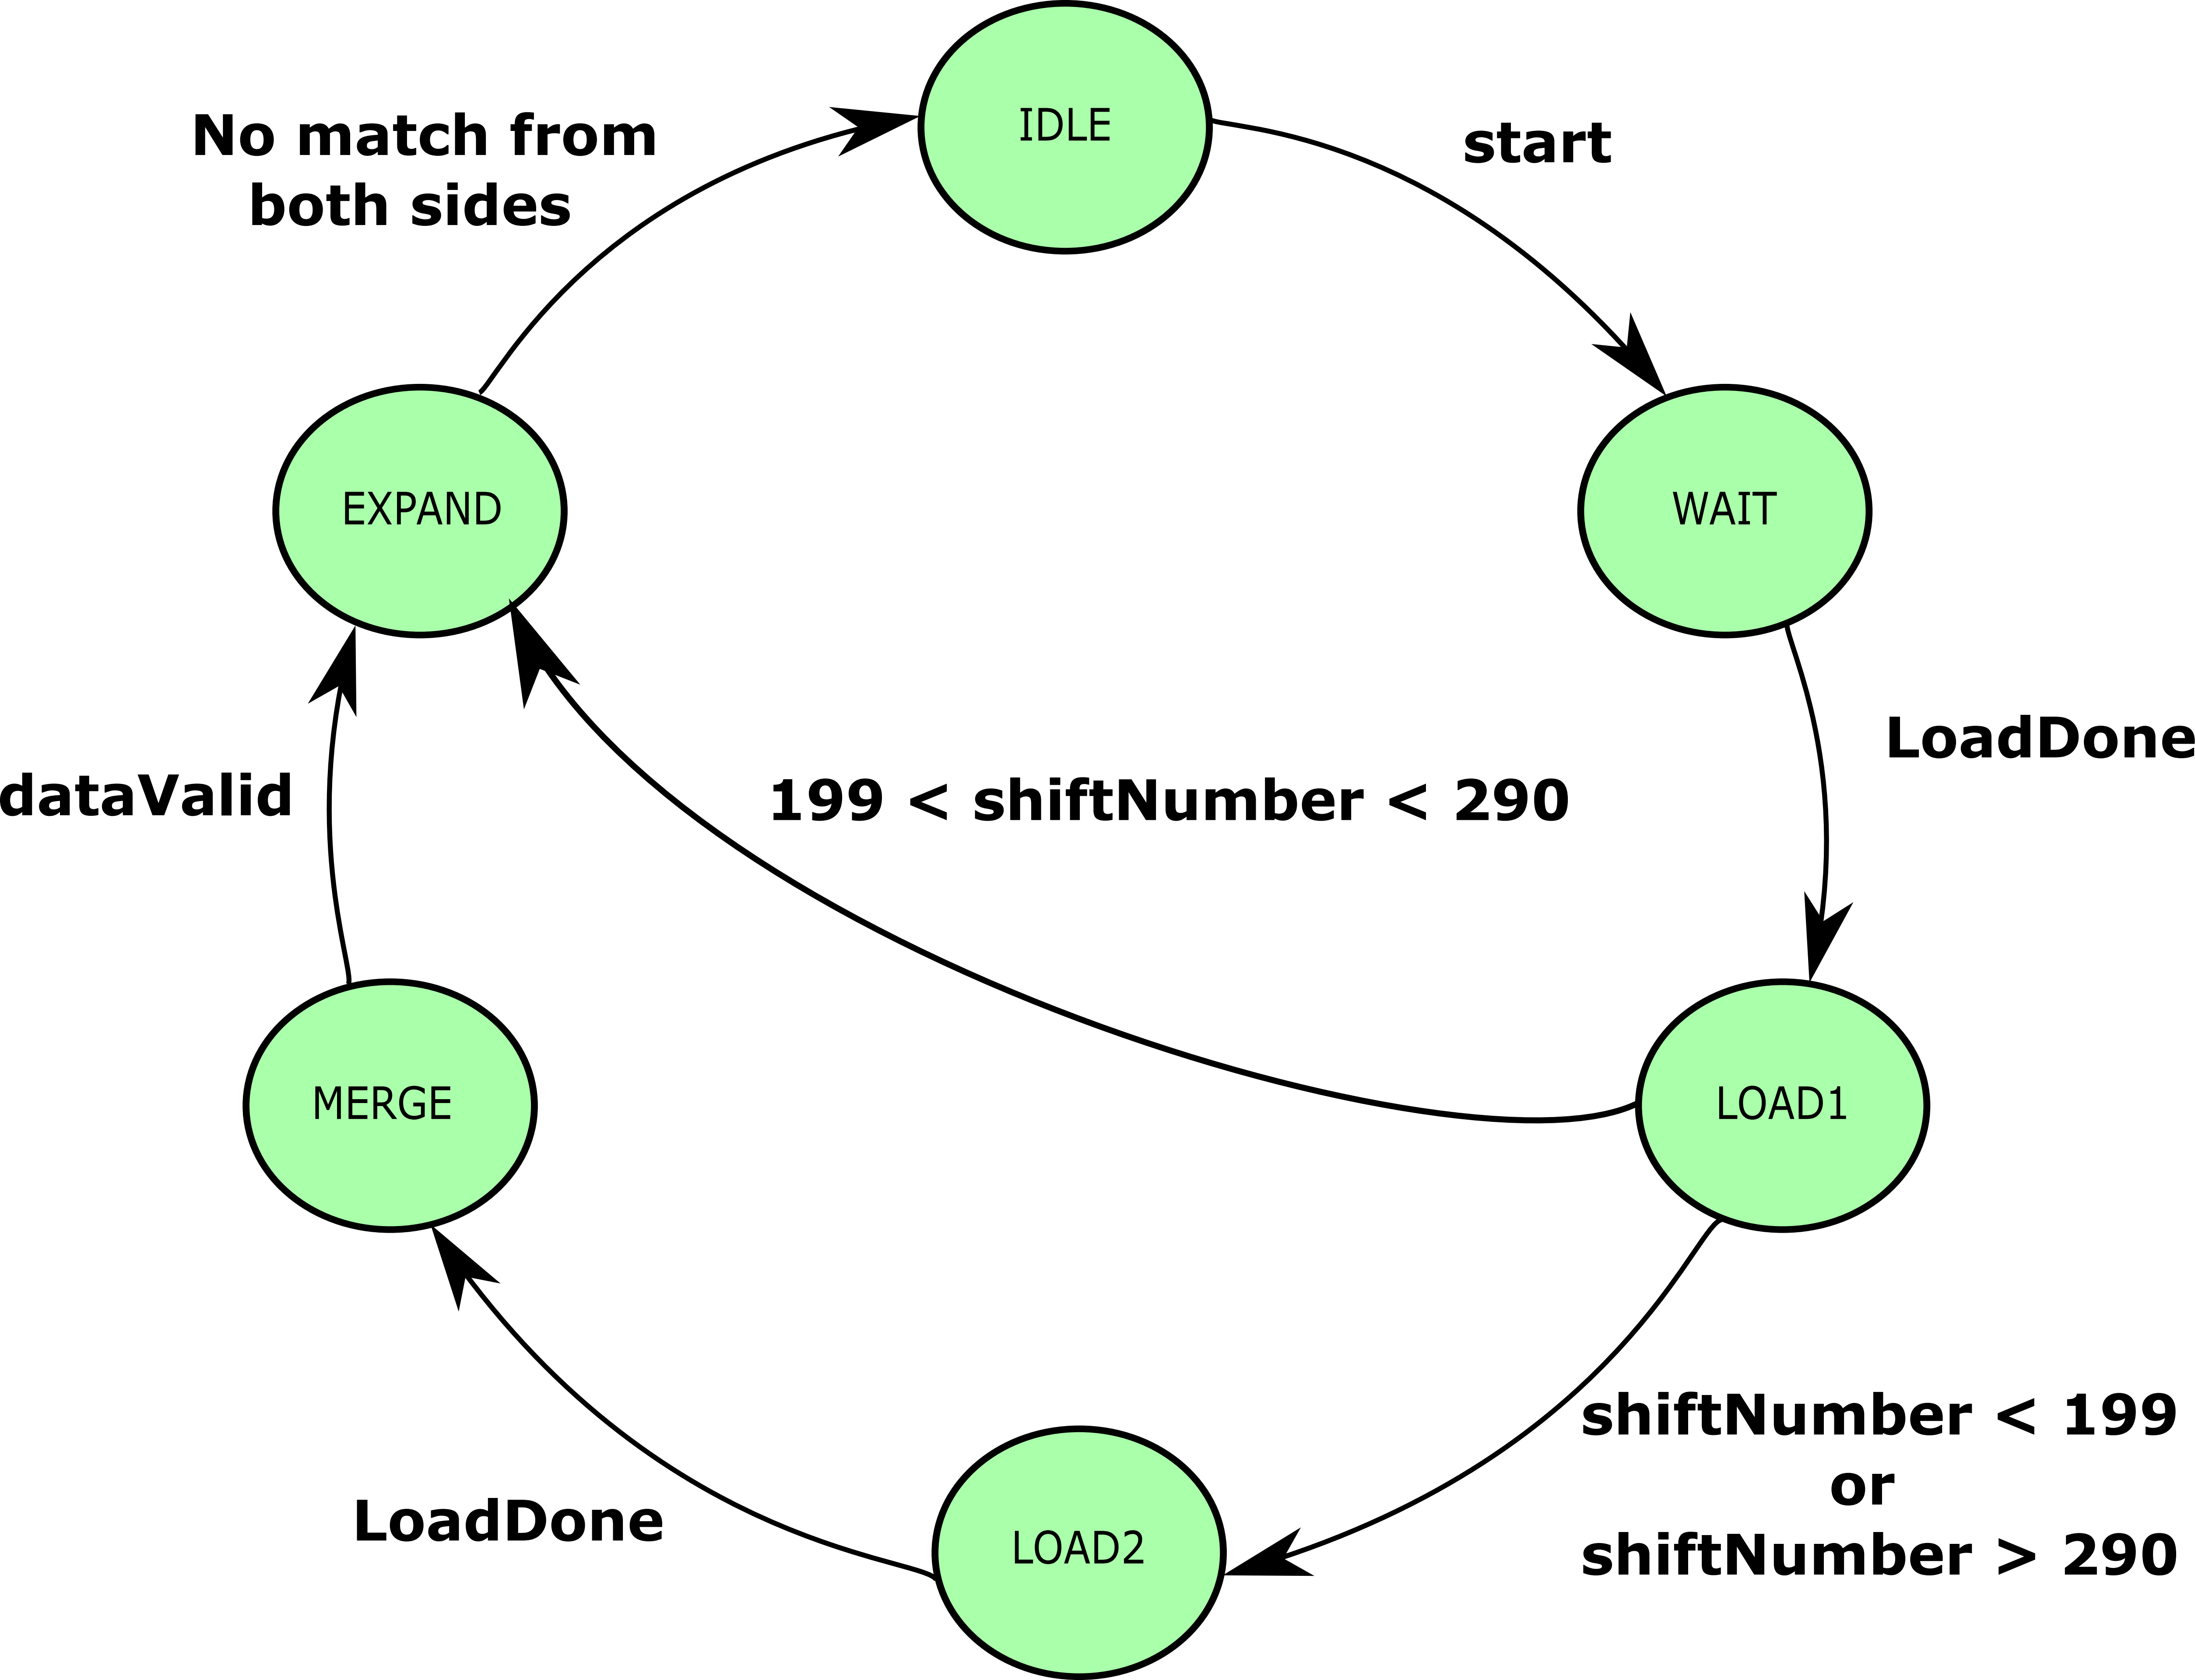 IDLE
No match from
both sides
start
EXPAND
WAIT
LoadDone
dataValid
199 < shiftNumber < 290
MERGE
LOAD1
shiftNumber < 199
or
shiftNumber > 290
LoadDone
LOAD2